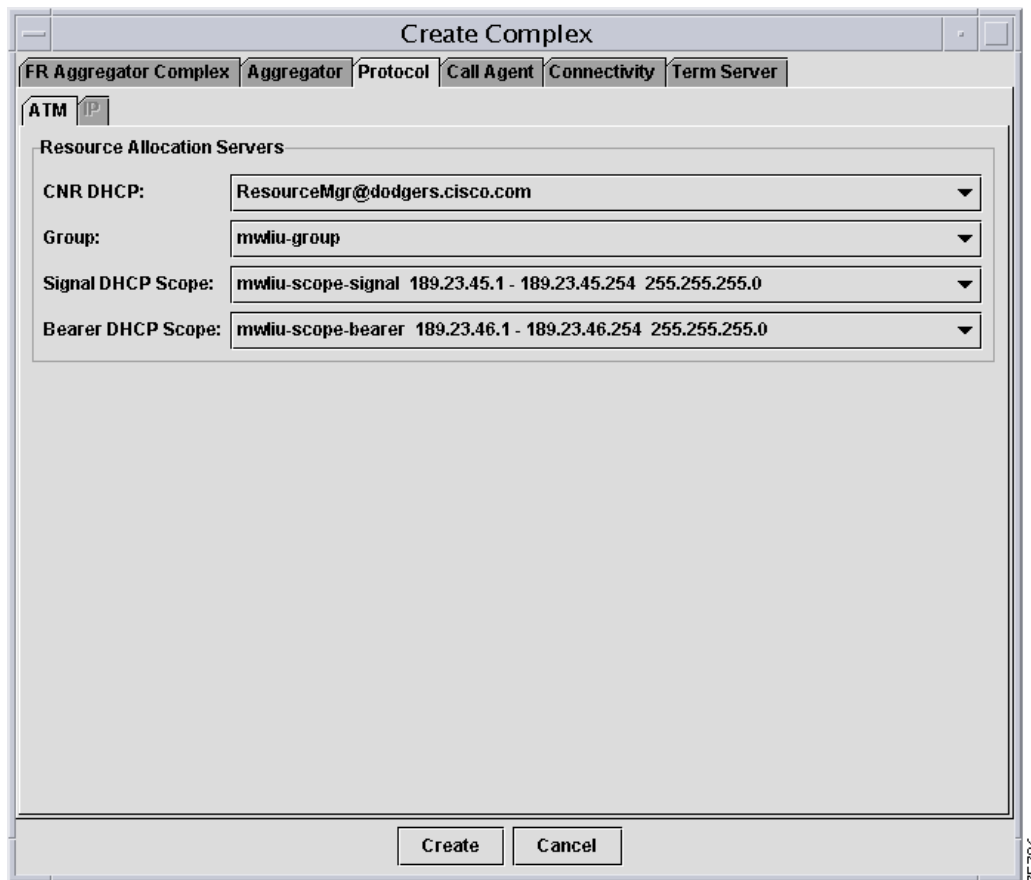 Create Complex
FR Aggregator Complex Aggregator Protocol Call Agent Connectivity Term Server
ATM IP
Resource Allocation Servers
CNR DHCP: ResourceMgr@dodgers.cisco.com
Group: mwliu-group
Signal DHCP Scope: mwliu-scope-signal 189.23.45.1 - 189.23.45.254 255.255.255.0
Bearer DHCP Scope: mwliu-scope-bearer 189.23.46.1 - 189.23.46.254 255.255.255.0
Create Cancel